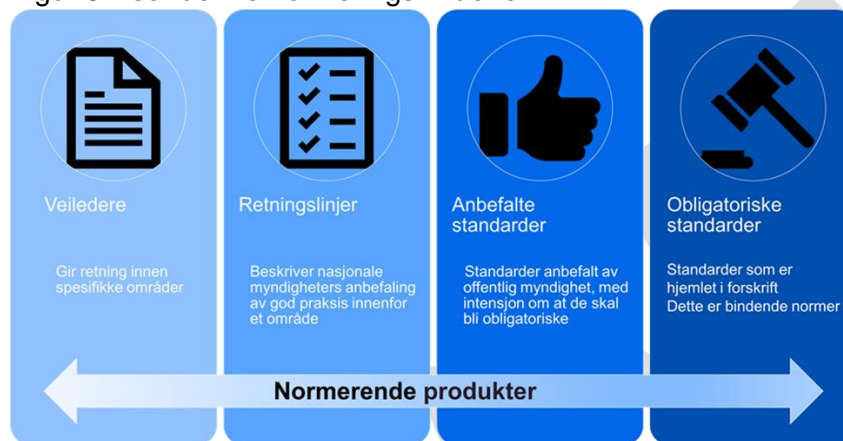 Veiledere
Gir retning innen
spesifikke områder
Retningslinjer
Beskriver nasjonale
myndigheters anbefaling
av god praksis innenfor
et område
Anbefalte
standarder
Standarder anbefalt av
offentlig myndighet, med
intensjon om at de skal
bli obligatoriske
Obligatoriske
standarder
Standarder som er
hjemlet i forskrift
Dette er bindende normer
Normerende produkter